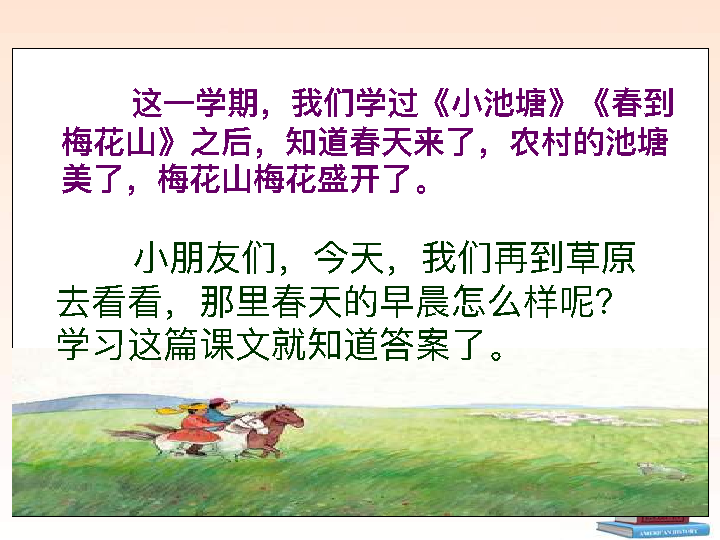 这一学期，我们学过《小池塘》《春到
梅花山》之后，知道春天来了，农村的池塘
美了，梅花山梅花盛开了。
小朋友们，今天，我们再到草原
去看看，那里春天的早晨怎么样呢？
学习这篇课文就知道答案了。
AMERICAN HISTORY